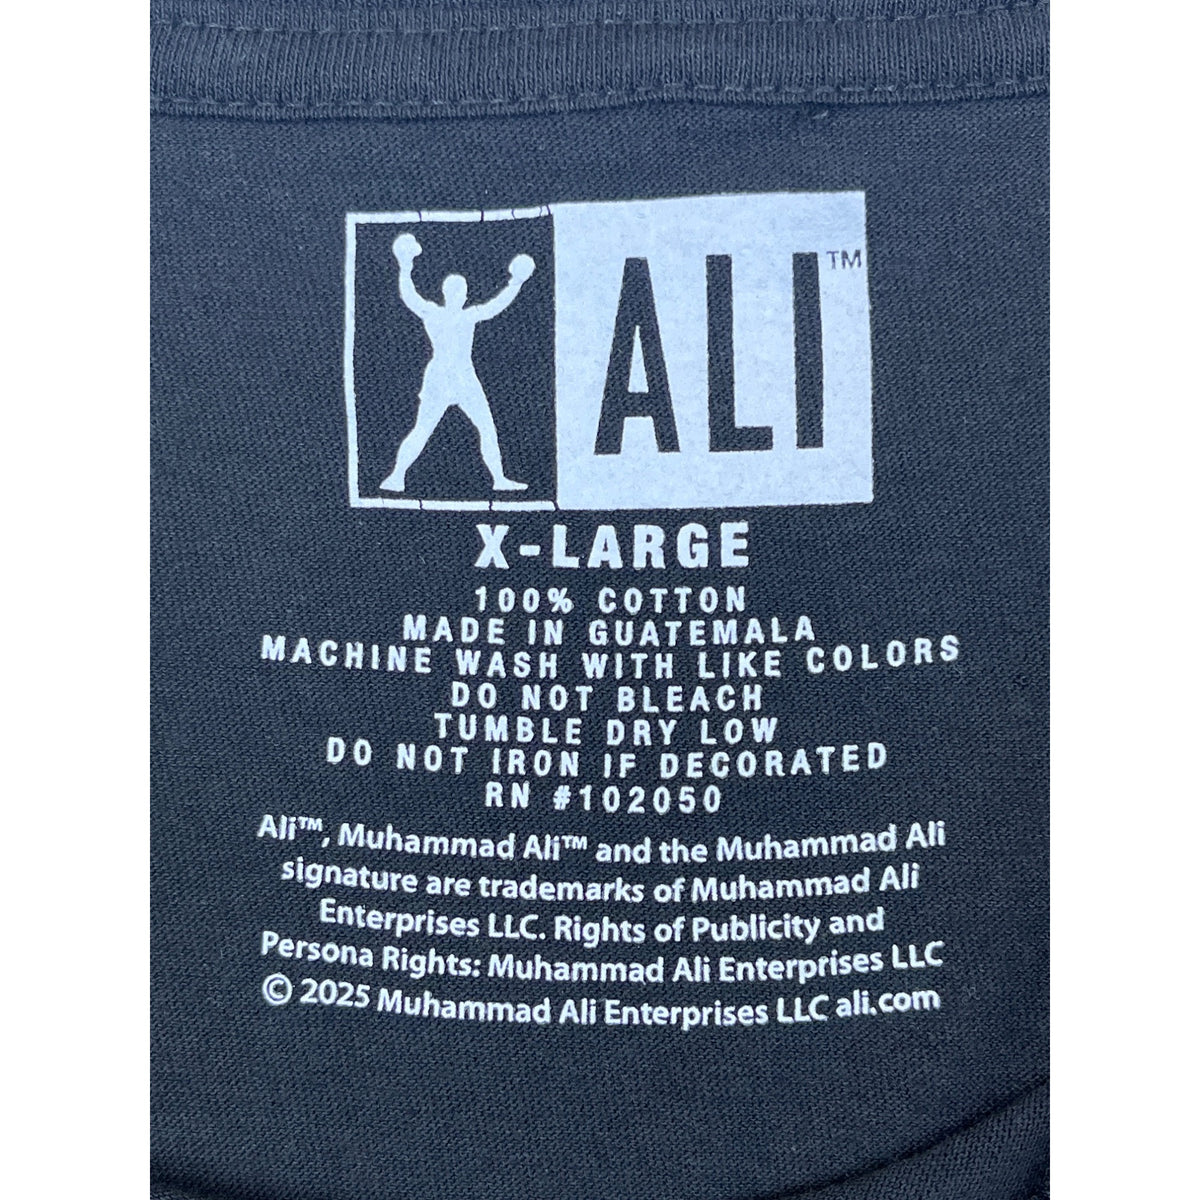 ALI™
X-LARGE
100% COTTON
MADE IN GUATEMALA
MACHINE WASH WITH LIKE COLORS
DO NOT BLEACH
TUMBLE DRY LOW
DO NOT IRON IF DECORATED
RN #102050
Ali™, Muhammad Ali™ and the Muhammad Ali
signature are trademarks of Muhammad Ali
Enterprises LLC. Rights of Publicity and
Persona Rights: Muhammad Ali Enterprises LLC
© 2025 Muhammad Ali Enterprises LLC ali.com